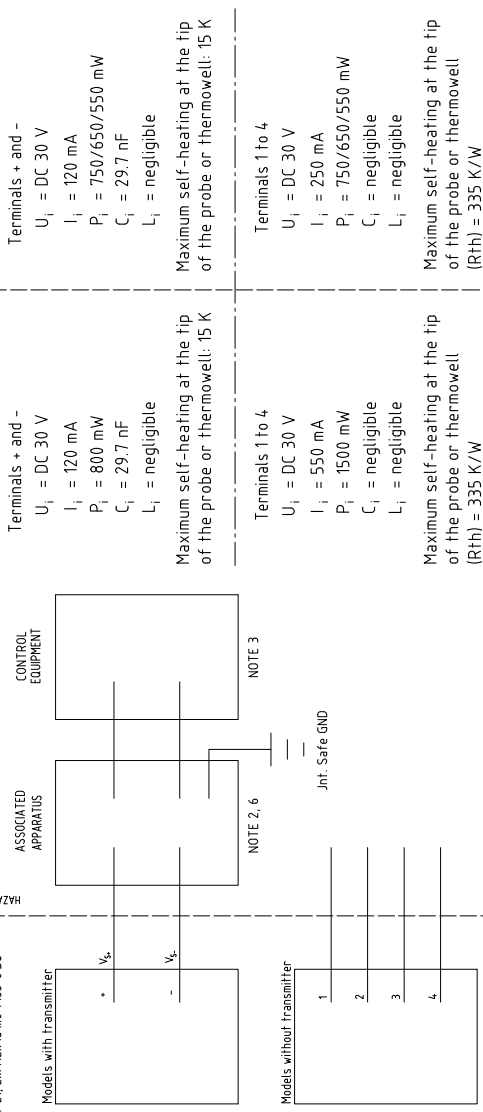 Models with transmitter
+
Vs+
-
Vs-
ASSOCIATED
APPARATUS
NOTE 2, 6
CONTROL
EQUIPMENT
NOTE 3
Jnt. Safe GND
Models without transmitter
1
2
3
4
Terminals + and -
Ui = DC 30 V
Ii = 120 mA
Pi = 800 mW
Ci = 29.7 nF
Li = negligible
Maximum self-heating at the tip
of the probe or thermowell: 15 K
Terminals + and -
Ui = DC 30 V
Ii = 120 mA
Pi = 750/650/550 mW
Ci = 29.7 nF
Li = negligible
Maximum self-heating at the tip
of the probe or thermowell: 15 K
Terminals 1 to 4
Ui = DC 30 V
Ii = 550 mA
Pi = 1500 mW
Ci = negligible
Li = negligible
Maximum self-heating at the tip
of the probe or thermowell
(Rth) = 335 K/W
Terminals 1 to 4
Ui = DC 30 V
Ii = 250 mA
Pi = 750/650/550 mW
Ci = negligible
Li = negligible
Maximum self-heating at the tip
of the probe or thermowell
(Rth) = 335 K/W